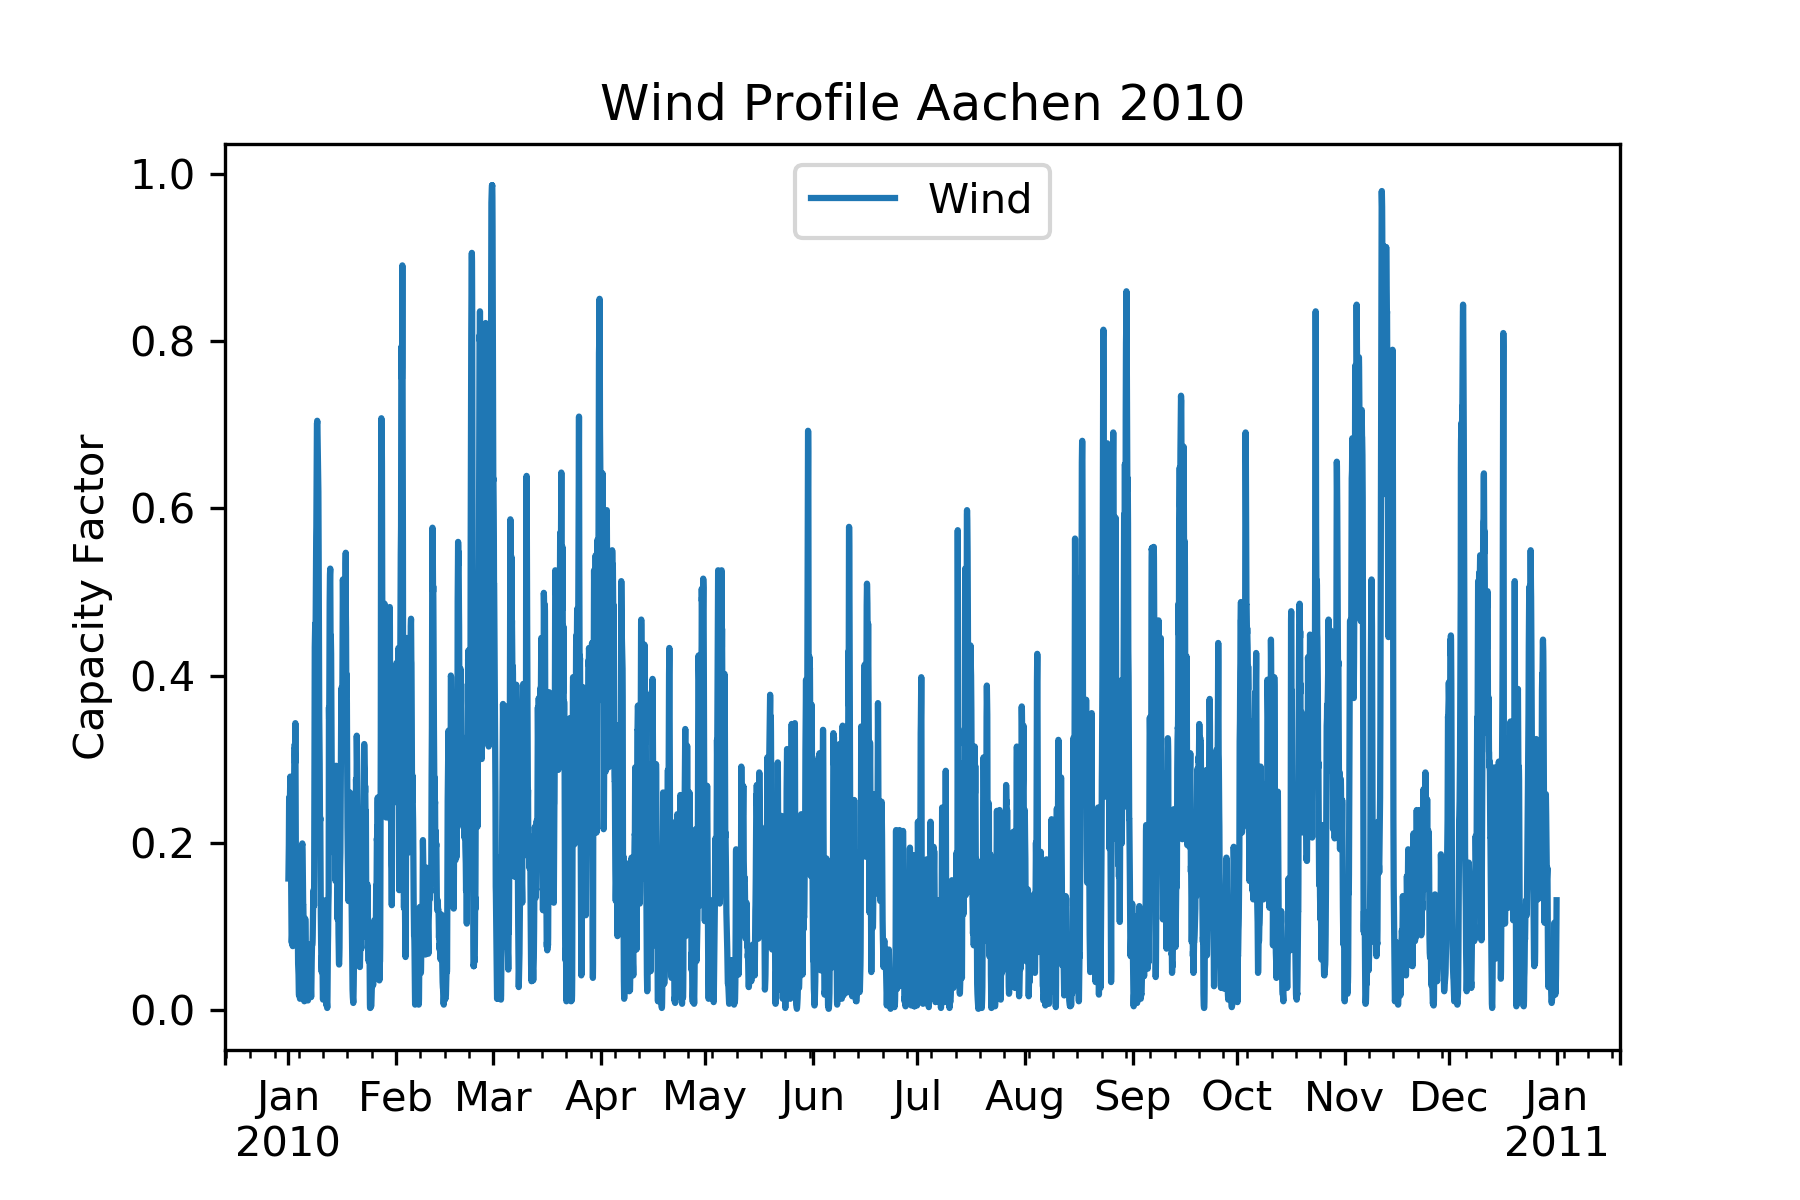 Wind Profile Aachen 2010
Wind
Capacity Factor
1.0
0.8
0.6
0.4
0.2
0.0
Jan Feb Mar Apr May Jun Jul Aug Sep Oct Nov Dec Jan
2010 2011